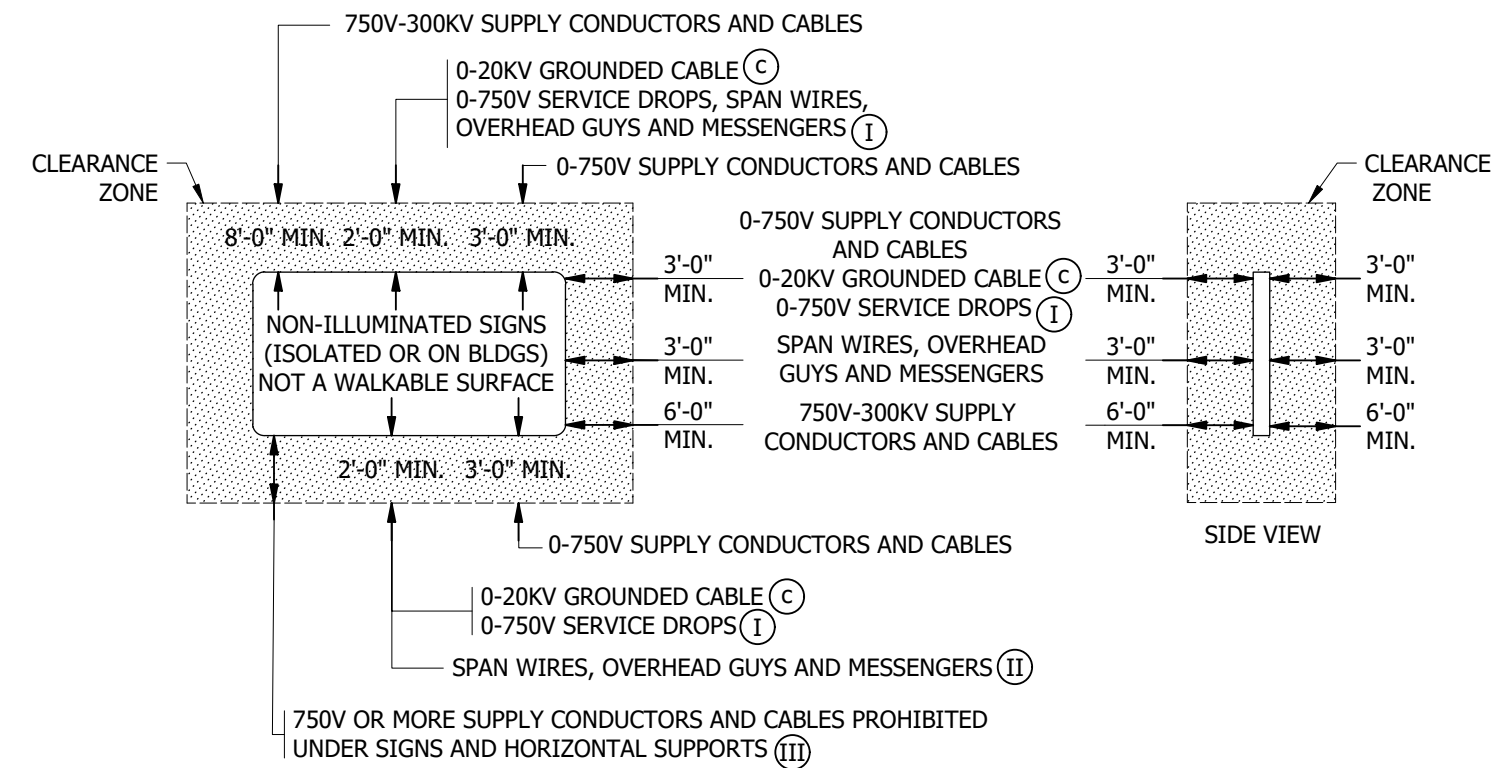 750V-300KV SUPPLY CONDUCTORS AND CABLES
0-20KV GROUNDED CABLE C
0-750V SERVICE DROPS, SPAN WIRES,
OVERHEAD GUYS AND MESSENGERS I
0-750V SUPPLY CONDUCTORS AND CABLES
CLEARANCE
ZONE
8'-0" MIN. 2'-0" MIN. 3'-0" MIN.
NON-ILLUMINATED SIGNS
(ISOLATED OR ON BLDGS)
NOT A WALKABLE SURFACE
2'-0" MIN. 3'-0" MIN.
3'-0"
MIN.
3'-0"
MIN.
6'-0"
MIN.
0-750V SUPPLY CONDUCTORS
AND CABLES
0-20KV GROUNDED CABLE C
0-750V SERVICE DROPS I
SPAN WIRES, OVERHEAD
GUYS AND MESSENGERS
750V-300KV SUPPLY
CONDUCTORS AND CABLES
3'-0"
MIN.
3'-0"
MIN.
6'-0"
MIN.
CLEARANCE
ZONE
3'-0"
MIN.
3'-0"
MIN.
6'-0"
MIN.
SIDE VIEW
0-750V SUPPLY CONDUCTORS AND CABLES
0-20KV GROUNDED CABLE C
0-750V SERVICE DROPS I
SPAN WIRES, OVERHEAD GUYS AND MESSENGERS II
750V OR MORE SUPPLY CONDUCTORS AND CABLES PROHIBITED
UNDER SIGNS AND HORIZONTAL SUPPORTS III